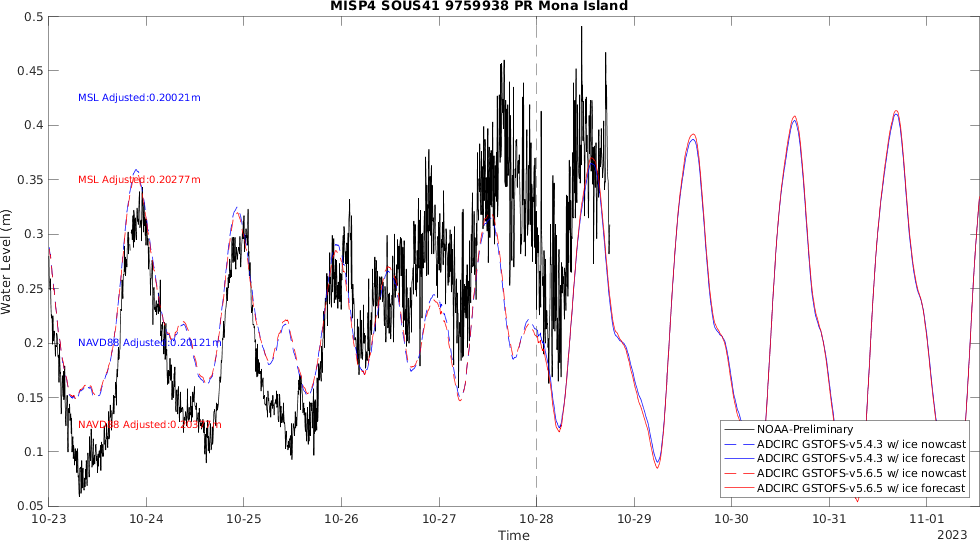 MISP4 SOUS41 9759938 PR Mona Island
0.5
0.45
0.4
0.35
0.3
0.25
0.2
0.15
0.1
0.05
Water Level (m)
MSL Adjusted:0.20021m
MSL Adjusted:0.20277m
NAVD88 Adjusted:0.20121m
NAVD88 Adjusted:
NOAA-Preliminary
ADCIRC GSTOFS-v5.4.3 w/ ice nowcast
ADCIRC GSTOFS-v5.4.3 w/ ice forecast
ADCIRC GSTOFS-v5.6.5 w/ ice nowcast
ADCIRC GSTOFS-v5.6.5 w/ ice forecast
10-23 10-24 10-25 10-26 10-27 10-28 10-29 10-30 10-31 11-01
Time
2023